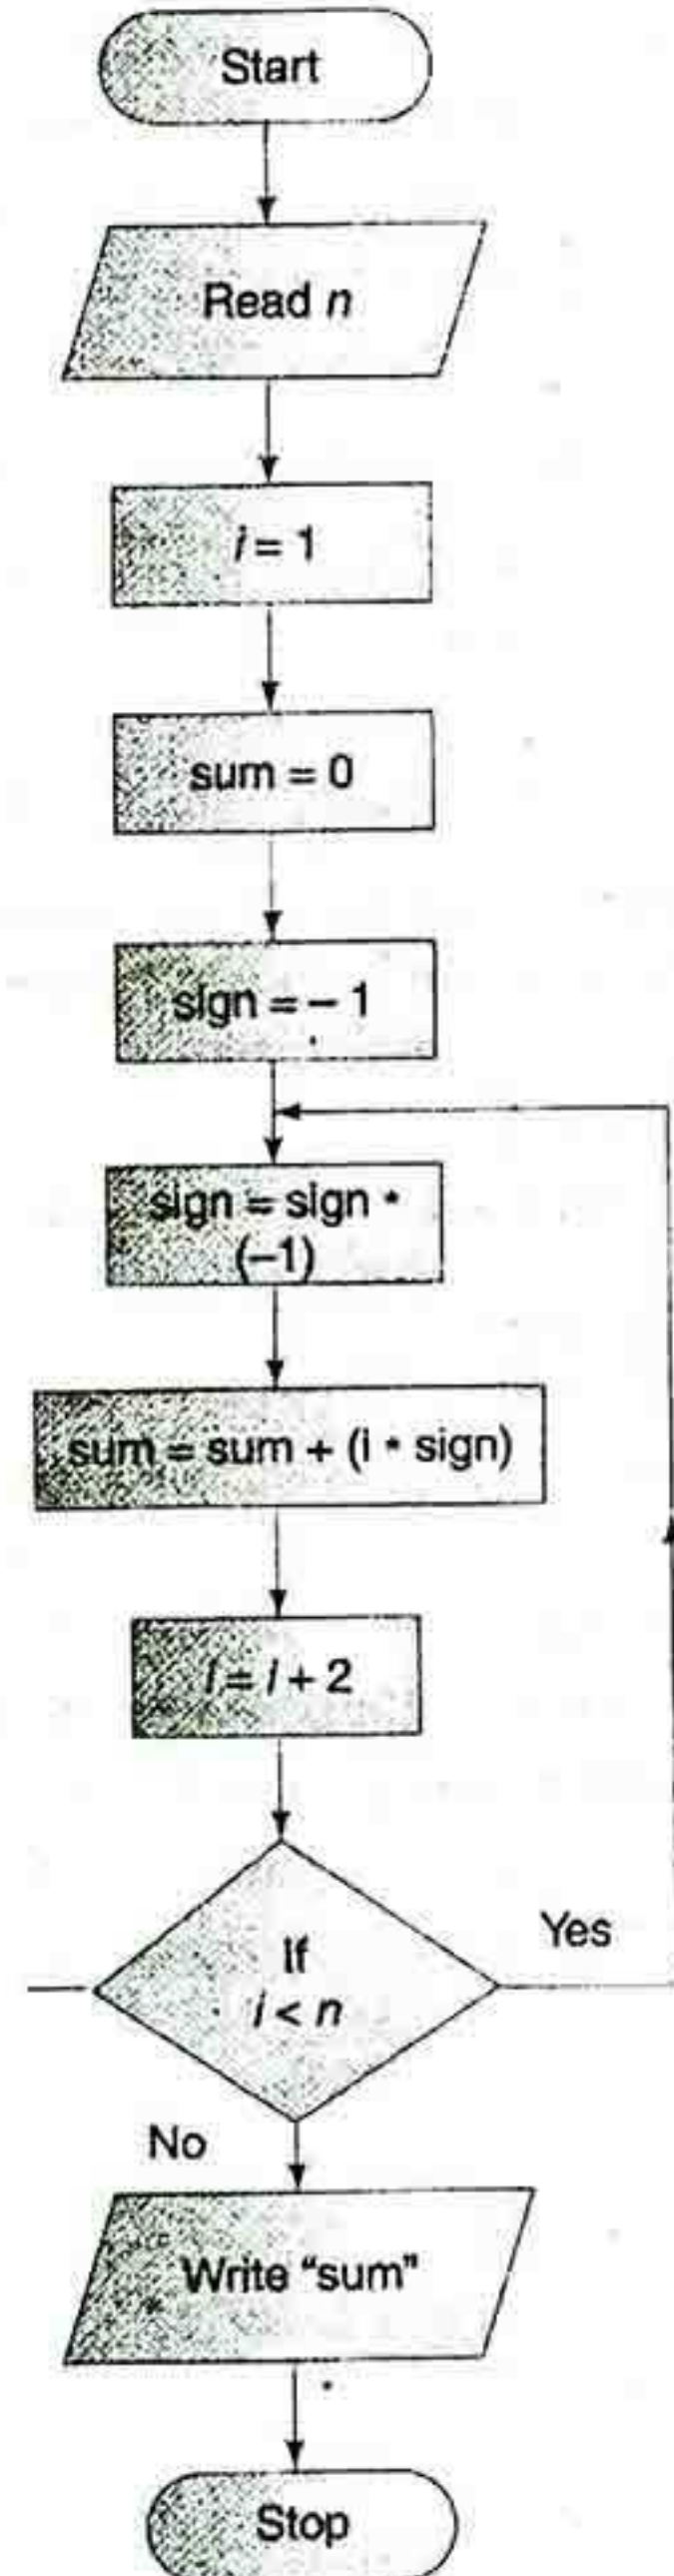 Start
Read n
i = 1
sum = 0
sign = – 1
sign = sign *
(–1)
sum = sum + (i * sign)
i = i + 2
If
i < n
Yes
No
Write “sum”
Stop